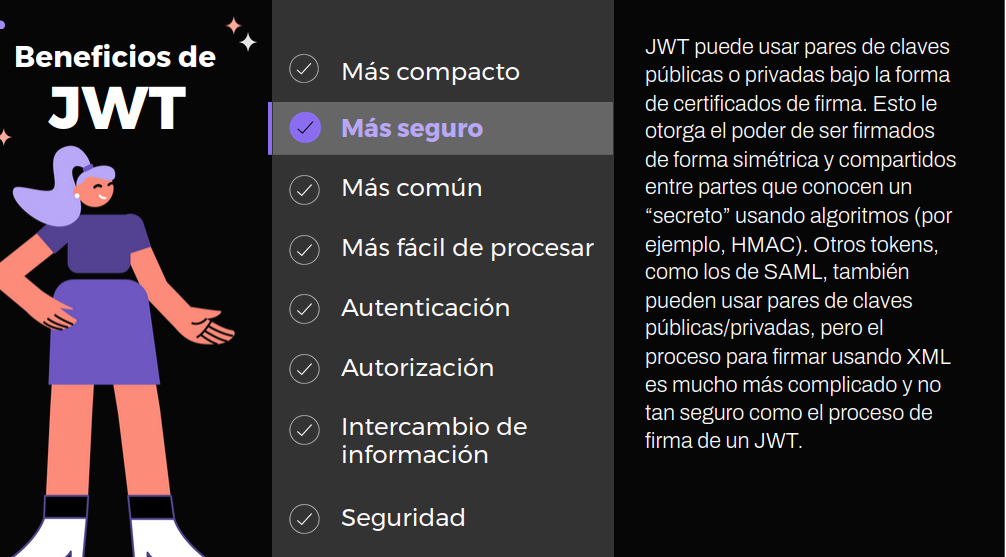 Beneficios de
JWT
Más compacto
Más seguro
Más común
Más fácil de procesar
Autenticación
Autorización
Intercambio de
información
Seguridad
JWT puede usar pares de claves
públicas o privadas bajo la forma
de certificados de firma. Esto le
otorga el poder de ser firmados
de forma simétrica y compartidos
entre partes que conocen un
“secreto” usando algoritmos (por
ejemplo, HMAC). Otros tokens,
como los de SAML, también
pueden usar pares de claves
públicas/privadas, pero el
proceso para firmar usando XML
es mucho más complicado y no
tan seguro como el proceso de
firma de un JWT.